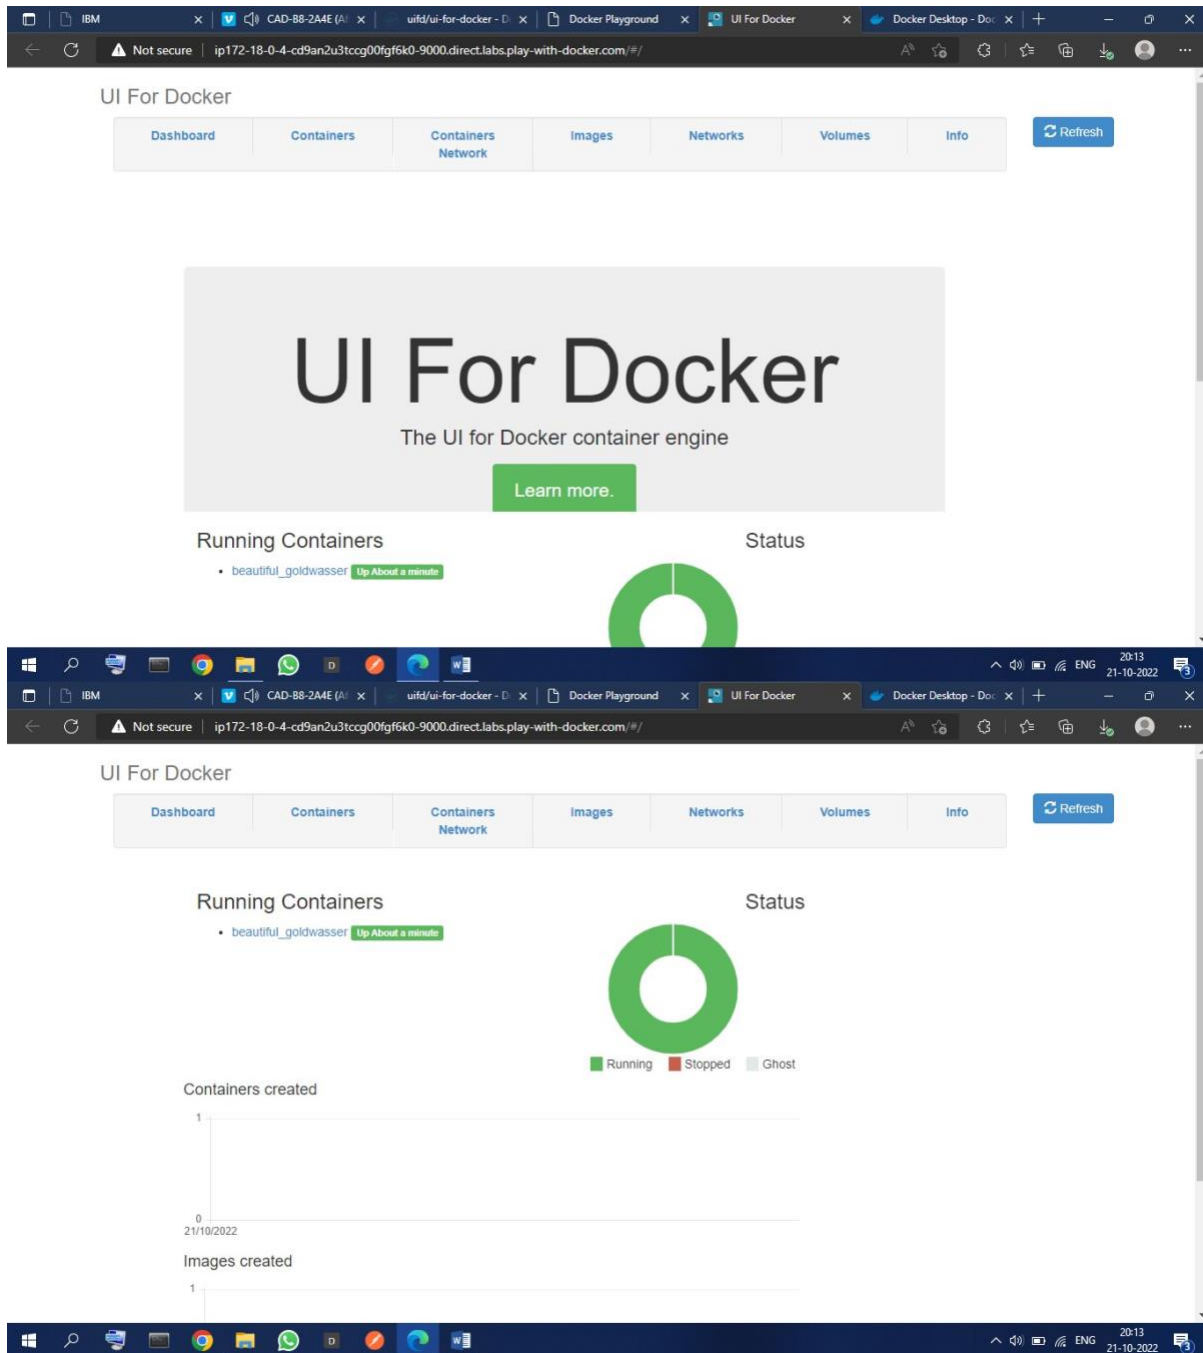 IBM CAD-B8-2A4E (A uifd/ui-for-docker - D Docker Playground UI For Docker Docker Desktop - Doc
Not secure ip172-18-0-4-cd9an2u3tccg00fgf6k0-9000.direct.labs.play-with-docker.com/#/
UI For Docker
Dashboard Containers Containers Network Images Networks Volumes Info Refresh
UI For Docker
The UI for Docker container engine
Learn more.
Running Containers Status
beautiful_goldwasser Up About a minute
ENG 20:13
21-10-2022 3
IBM CAD-B8-2A4E (A uifd/ui-for-docker - D Docker Playground UI For Docker Docker Desktop - Doc
Not secure ip172-18-0-4-cd9an2u3tccg00fgf6k0-9000.direct.labs.play-with-docker.com/#/
UI For Docker
Dashboard Containers Containers Network Images Networks Volumes Info Refresh
Running Containers Status
beautiful_goldwasser Up About a minute
Running Stopped Ghost
Containers created
1
0
21/10/2022
Images created
1
ENG 20:13
21-10-2022 3